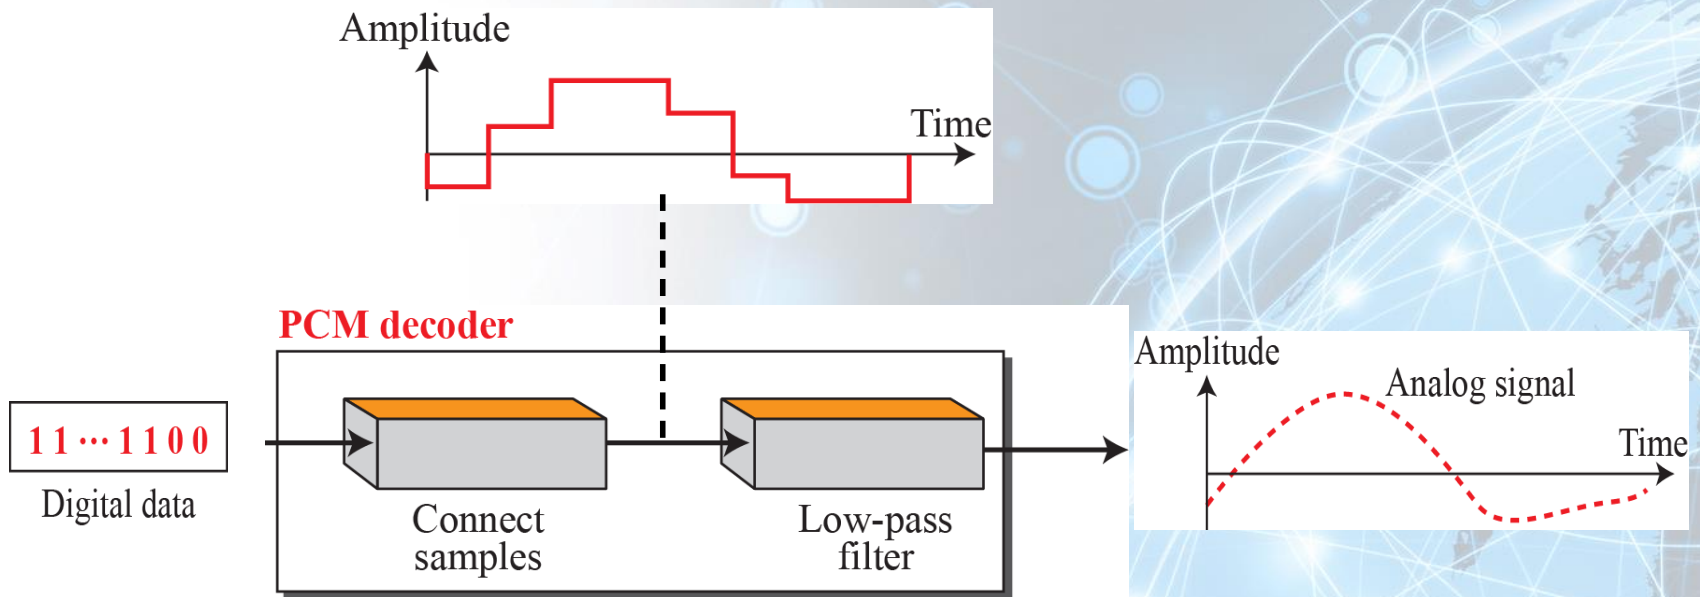 Amplitude
Time
PCM decoder
11···1100
Digital data
Connect
samples
Low-pass
filter
Amplitude
Analog signal
Time